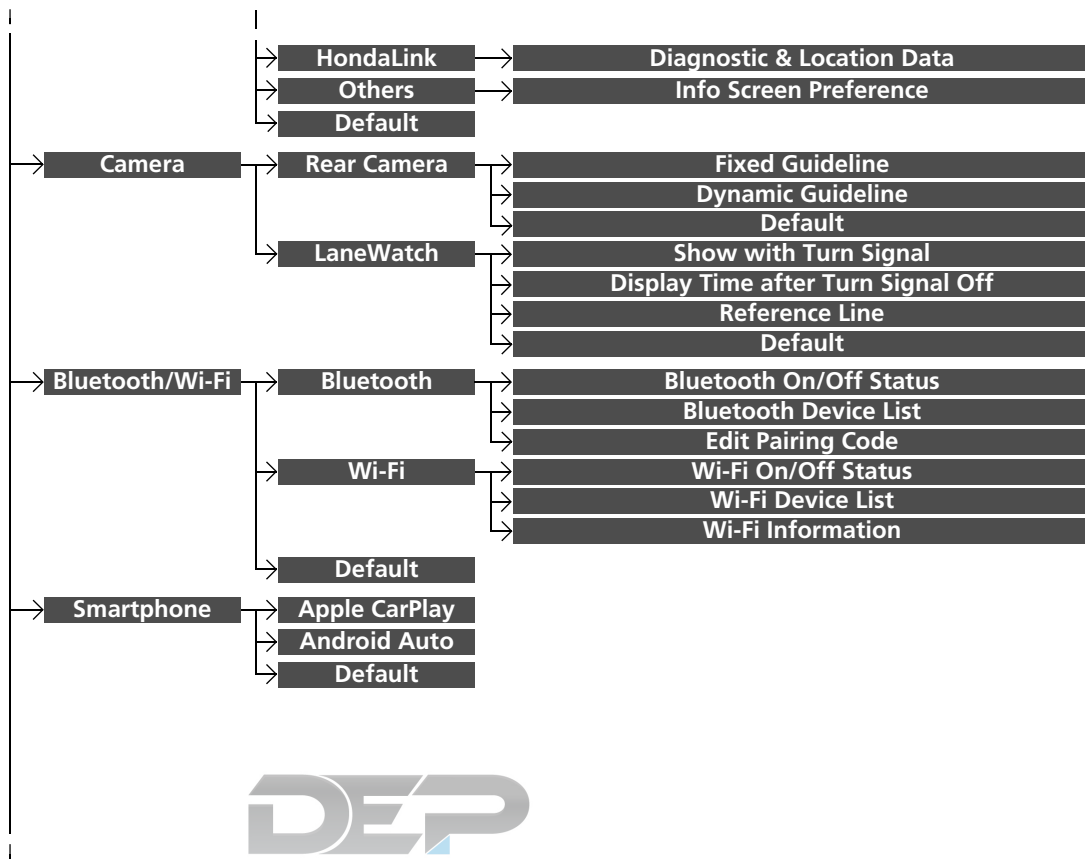 HondaLink Diagnostic & Location Data
Others Info Screen Preference
Default
Camera Rear Camera Fixed Guideline
Dynamic Guideline
Default
LaneWatch Show with Turn Signal
Display Time after Turn Signal Off
Reference Line
Default
Bluetooth/Wi-Fi Bluetooth Bluetooth On/Off Status
Bluetooth Device List
Edit Pairing Code
Wi-Fi Wi-Fi On/Off Status
Wi-Fi Device List
Wi-Fi Information
Default
Smartphone Apple CarPlay
Android Auto
Default
DEP